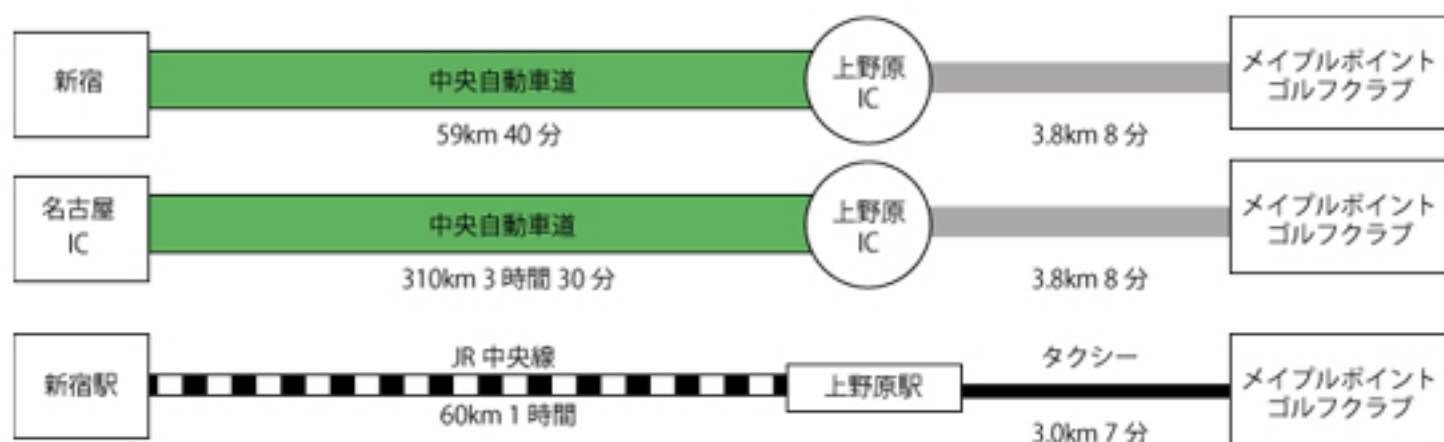 新宿
中央自動車道
59km 40 分
上野原
IC
3.8km 8 分
メイプルポイント
ゴルフクラブ
名古屋
IC
中央自動車道
310km 3 時間 30 分
上野原
IC
3.8km 8 分
メイプルポイント
ゴルフクラブ
新宿駅
JR 中央線
60km 1 時間
上野原駅
タクシー
3.0km 7 分
メイプルポイント
ゴルフクラブ